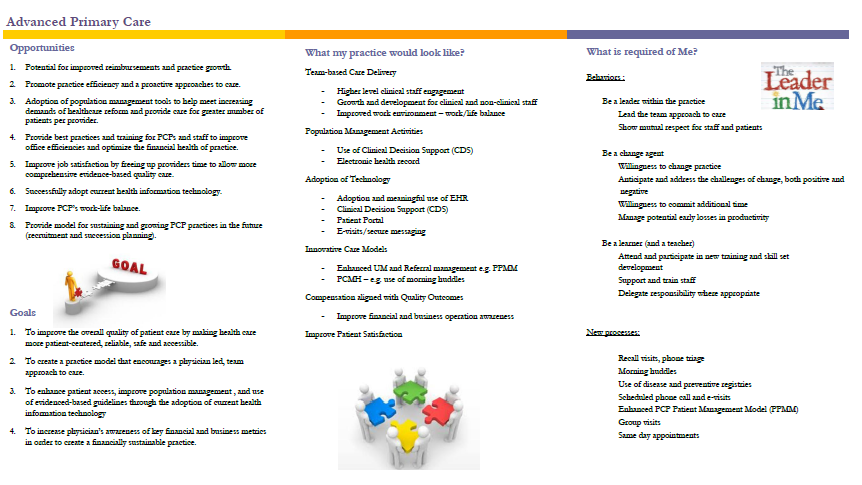 Advanced Primary Care
Opportunities
1. Potential for improved reimbursements and practice growth.
2. Promote practice efficiency and a proactive approaches to care.
3. Adoption of population management tools to help meet increasing
demands of healthcare reform and provide care for greater number of
patients per provider.
4. Provide best practices and training for PCPs and staff to improve
office efficiencies and optimize the financial health of practice.
5. Improve job satisfaction by freeing up providers time to allow more
comprehensive evidence-based quality care.
6. Successfully adopt current health information technology.
7. Improve PCP's work-life balance.
8. Provide model for sustaining and growing PCP practices in the future
(recruitment and succession planning).
GOAL
Goals
1. To improve the overall quality of patient care by making health care
more patient-centered, reliable, safe and accessible.
2. To create a practice model that encourages a physician led, team
approach to care.
3. To enhance patient access, improve population management , and use
of evidenced-based guidelines through the adoption of current health
information technology
4. To increase physician's awareness of key financial and business metrics
in order to create a financially sustainable practice.
What my practice would look like?
Team-based Care Delivery
- Higher level clinical staff engagement
- Growth and development for clinical and non-clinical staff
- Improved work environment – work/life balance
Population Management Activities
- Use of Clinical Decision Support (CDS)
- Electronic health record
Adoption of Technology
- Adoption and meaningful use of EHR
- Clinical Decision Support (CDS)
- Patient Portal
- E-visits/secure messaging
Innovative Care Models
- Enhanced UM and Referral management e.g. PPMM
- PCMH – e.g. use of morning huddles
Compensation aligned with Quality Outcomes
- Improve financial and business operation awareness
Improve Patient Satisfaction
What is required of Me?
The
Leader
in Me
Behaviors :
Be a leader within the practice
Lead the team approach to care
Show mutual respect for staff and patients
Be a change agent
Willingness to change practice
Anticipate and address the challenges of change, both positive and
negative
Willingness to commit additional time
Manage potential early losses in productivity
Be a learner (and a teacher)
Attend and participate in new training and skill set
development
Support and train staff
Delegate responsibility where appropriate
New processes:
Recall visits, phone triage
Morning huddles
Use of disease and preventive registries
Scheduled phone call and e-visits
Enhanced PCP Patient Management Model (PPMM)
Group visits
Same day appointments